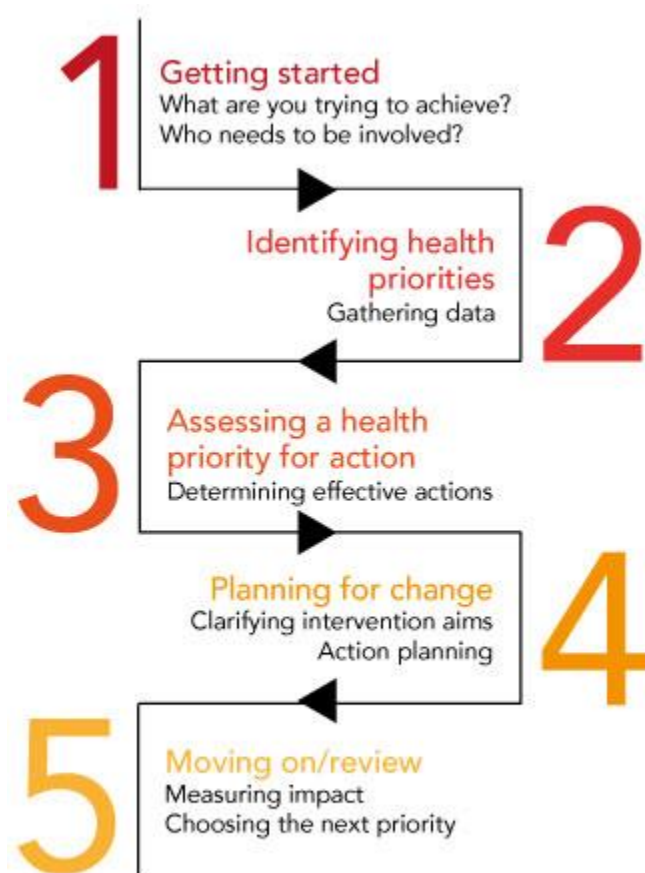 1
Getting started
What are you trying to achieve?
Who needs to be involved?
2
Identifying health
priorities
Gathering data
3
Assessing a health
priority for action
Determining effective actions
4
Planning for change
Clarifying intervention aims
Action planning
5
Moving on/review
Measuring impact
Choosing the next priority